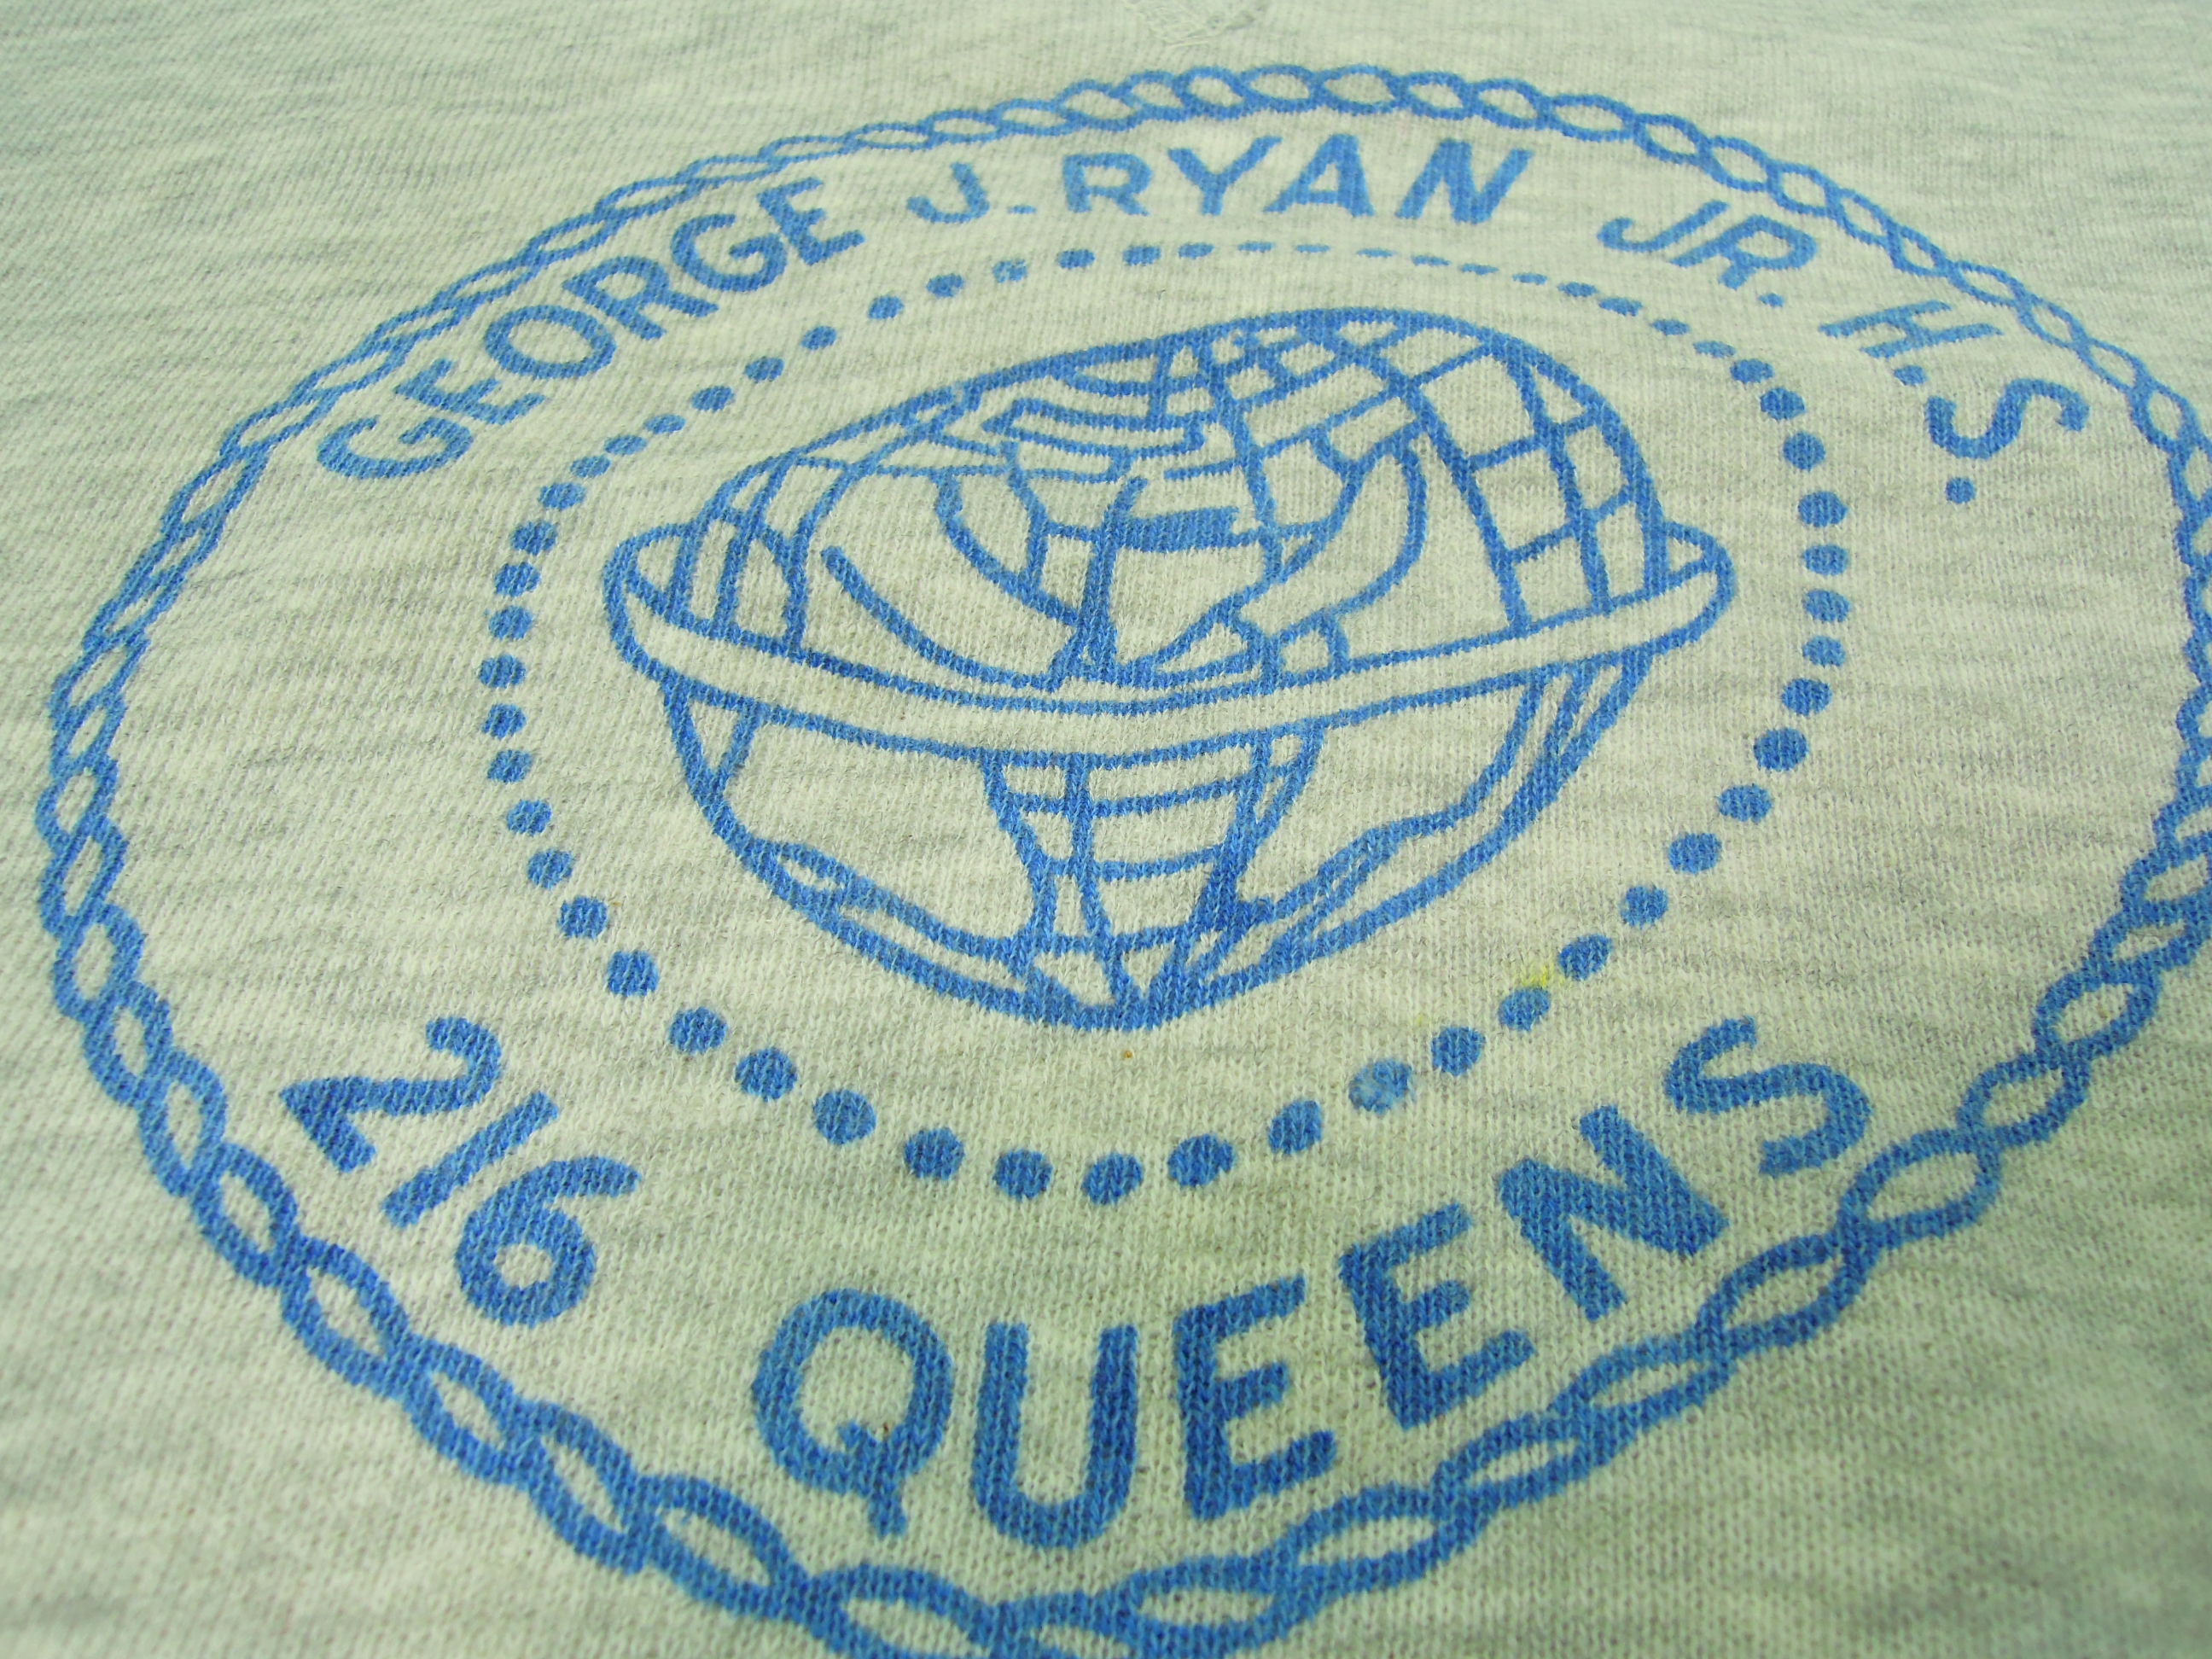 GEORGE J. RYAN JR. H.S.
216 QUEENS